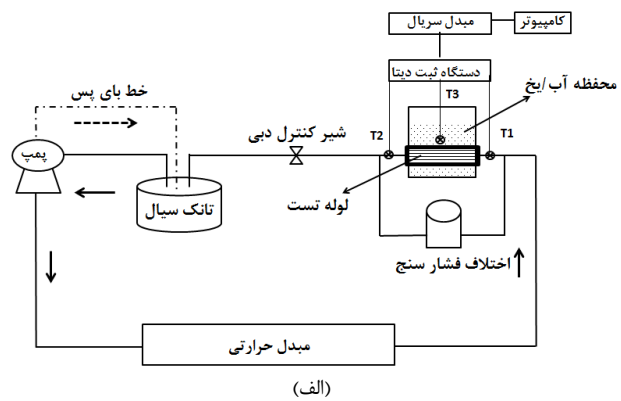 مبدل سریال
کامپیوتر
دستگاه ثبت دیتا
محفظه آب/یخ
T3
خط بای پس
شیر کنترل دبی
T2
T1
پمپ
تانک سیال
لوله تست
اختلاف فشار سنج
مبدل حرارتی
(الف)